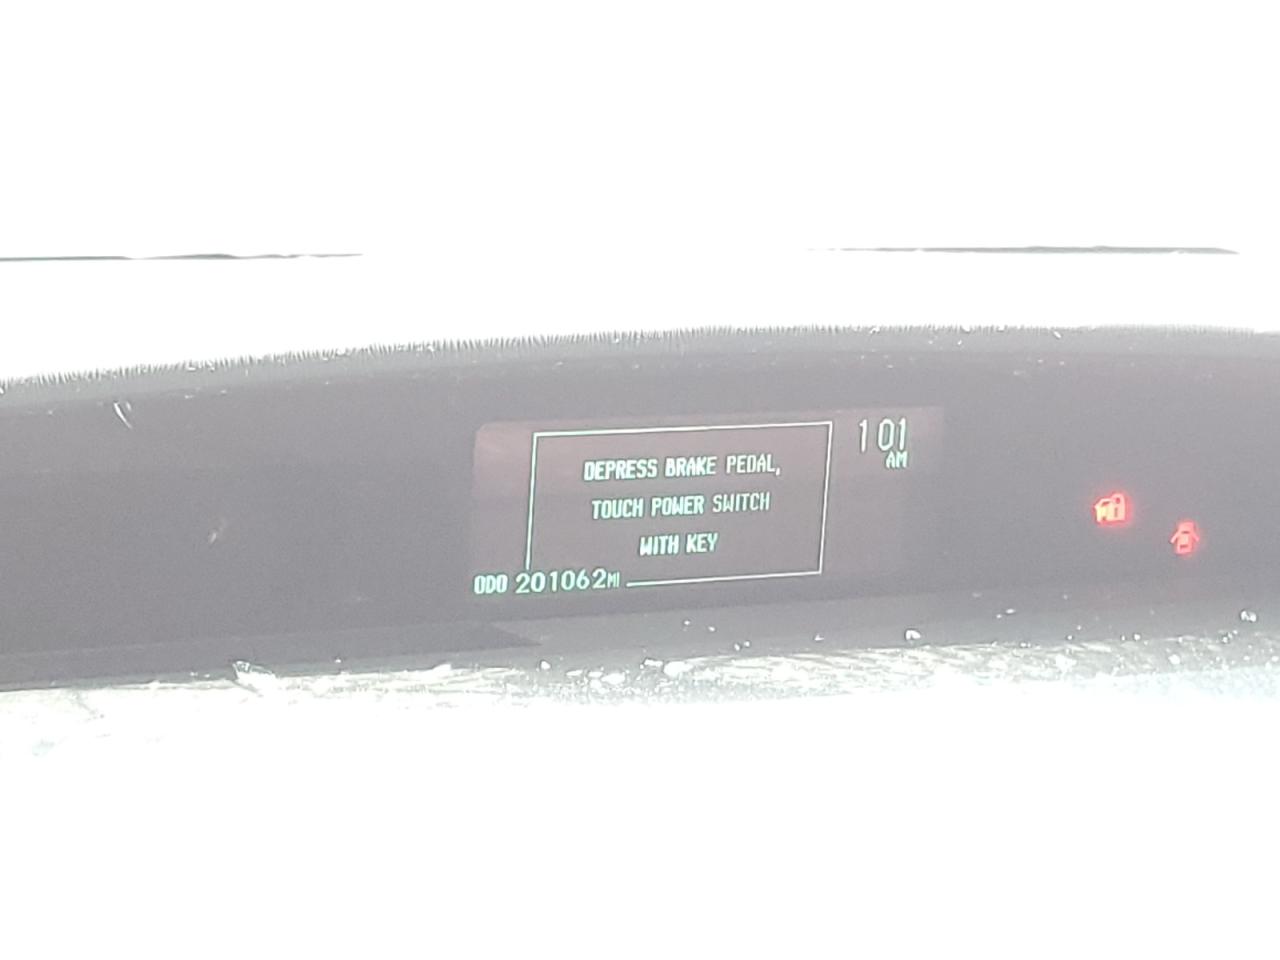 1 01
AM
DEPRESS BRAKE PEDAL,
TOUCH POWER SWITCH
WITH KEY
ODO 201062MI